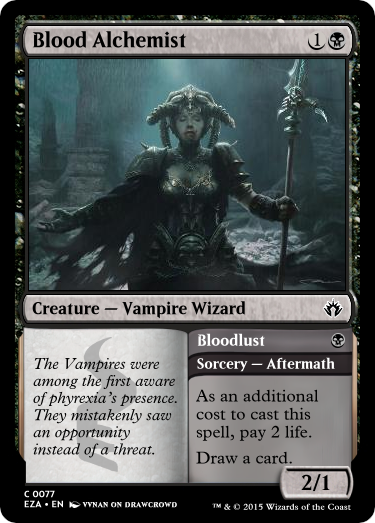 Blood Alchemist 1
Creature — Vampire Wizard
The Vampires were
among the first aware
of phyrexia's presence.
They mistakenly saw
an opportunity
instead of a threat.
Bloodlust
Sorcery — Aftermath
As an additional
cost to cast this
spell, pay 2 life.
Draw a card.
2/1
C 0077
EZA • EN VVNAN ON DRAWCROWD
™ & © 2015 Wizards of the Coast